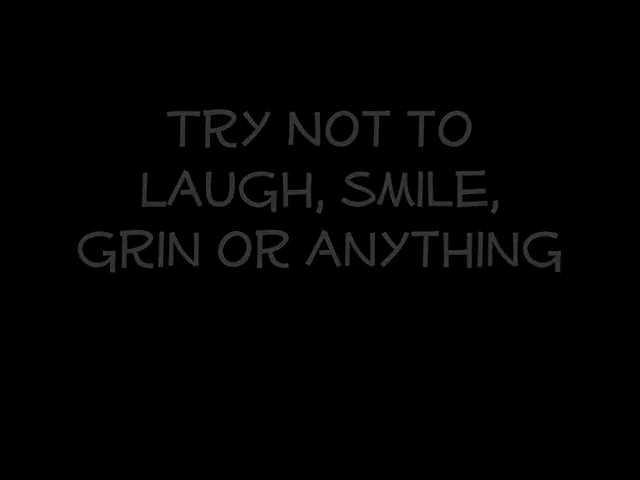 TRY NOT TO
LAUGH, SMILE,
GRIN OR ANYTHING